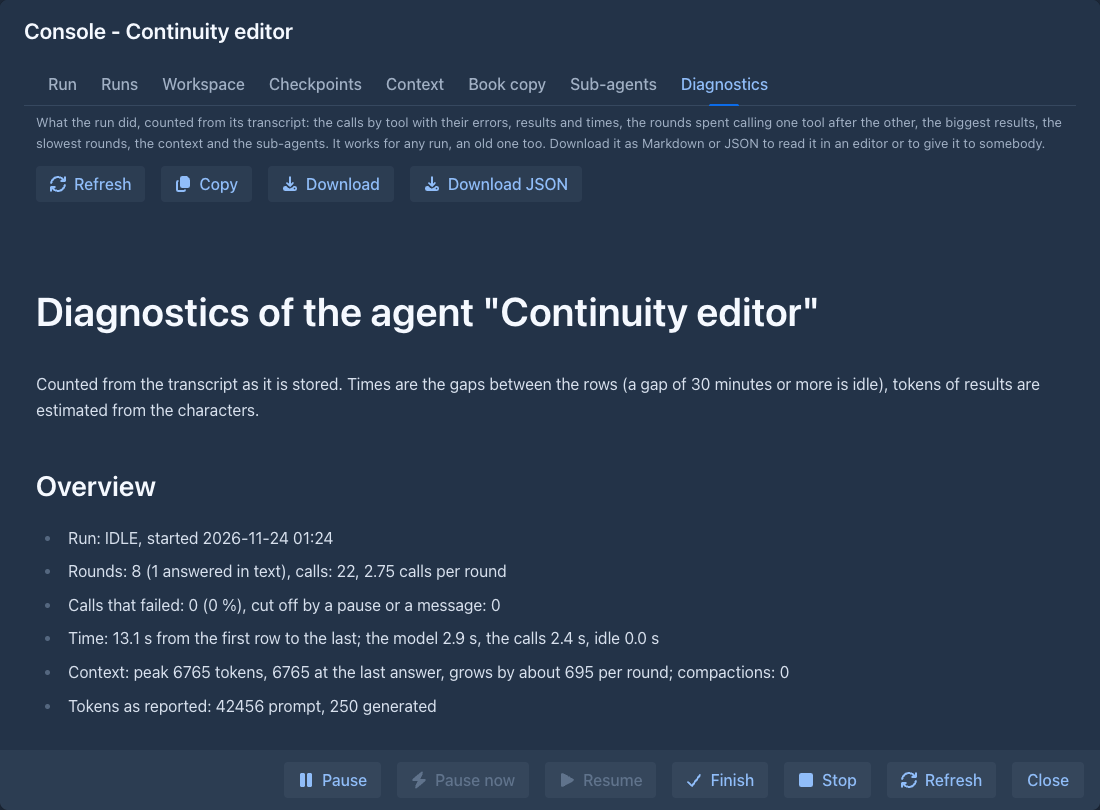 Console - Continuity editor
Run Runs Workspace Checkpoints Context Book copy Sub-agents Diagnostics
What the run did, counted from its transcript: the calls by tool with their errors, results and times, the rounds spent calling one tool after the other, the biggest results, the
slowest rounds, the context and the sub-agents. It works for any run, an old one too. Download it as Markdown or JSON to read it in an editor or to give it to somebody.
Refresh Copy Download Download JSON
Diagnostics of the agent "Continuity editor"
Counted from the transcript as it is stored. Times are the gaps between the rows (a gap of 30 minutes or more is idle), tokens of results are
estimated from the characters.
Overview
• Run: IDLE, started 2026-11-24 01:24
• Rounds: 8 (1 answered in text), calls: 22, 2.75 calls per round
• Calls that failed: 0 (0 %), cut off by a pause or a message: 0
• Time: 13.1 s from the first row to the last; the model 2.9 s, the calls 2.4 s, idle 0.0 s
• Context: peak 6765 tokens, 6765 at the last answer, grows by about 695 per round; compactions: 0
• Tokens as reported: 42456 prompt, 250 generated
Pause Pause now Resume Finish Stop Refresh Close